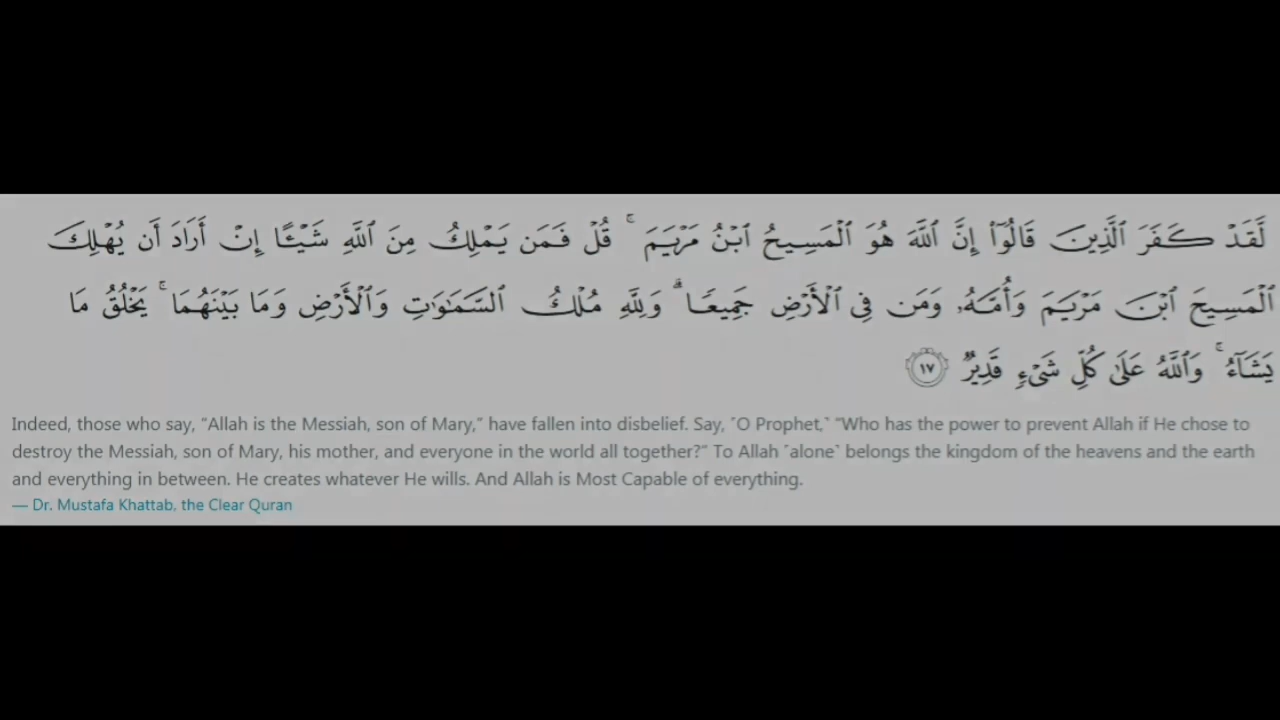 لَّقَدْ كَفَرَ ٱلَّذِينَ قَالُوٓا۟ إِنَّ ٱللَّهَ هُوَ ٱلْمَسِيحُ ٱبْنُ مَرْيَمَ ۚ قُلْ فَمَن يَمْلِكُ مِنَ ٱللَّهِ شَيْـًٔا إِنْ أَرَادَ أَن يُهْلِكَ
ٱلْمَسِيحَ ٱبْنَ مَرْيَمَ وَأُمَّهُۥ وَمَن فِى ٱلْأَرْضِ جَمِيعًا ۗ وَلِلَّهِ مُلْكُ ٱلسَّمَـٰوَٰتِ وَٱلْأَرْضِ وَمَا بَيْنَهُمَا ۚ يَخْلُقُ مَا
يَشَآءُ ۚ وَٱللَّهُ عَلَىٰ كُلِّ شَىْءٍ قَدِيرٌ ١٧
Indeed, those who say, “Allah is the Messiah, son of Mary,” have fallen into disbelief. Say, ˹O Prophet,˺ “Who has the power to prevent Allah if He chose to
destroy the Messiah, son of Mary, his mother, and everyone in the world all together?” To Allah ˹alone˺ belongs the kingdom of the heavens and the earth
and everything in between. He creates whatever He wills. And Allah is Most Capable of everything.
— Dr. Mustafa Khattab, the Clear Quran